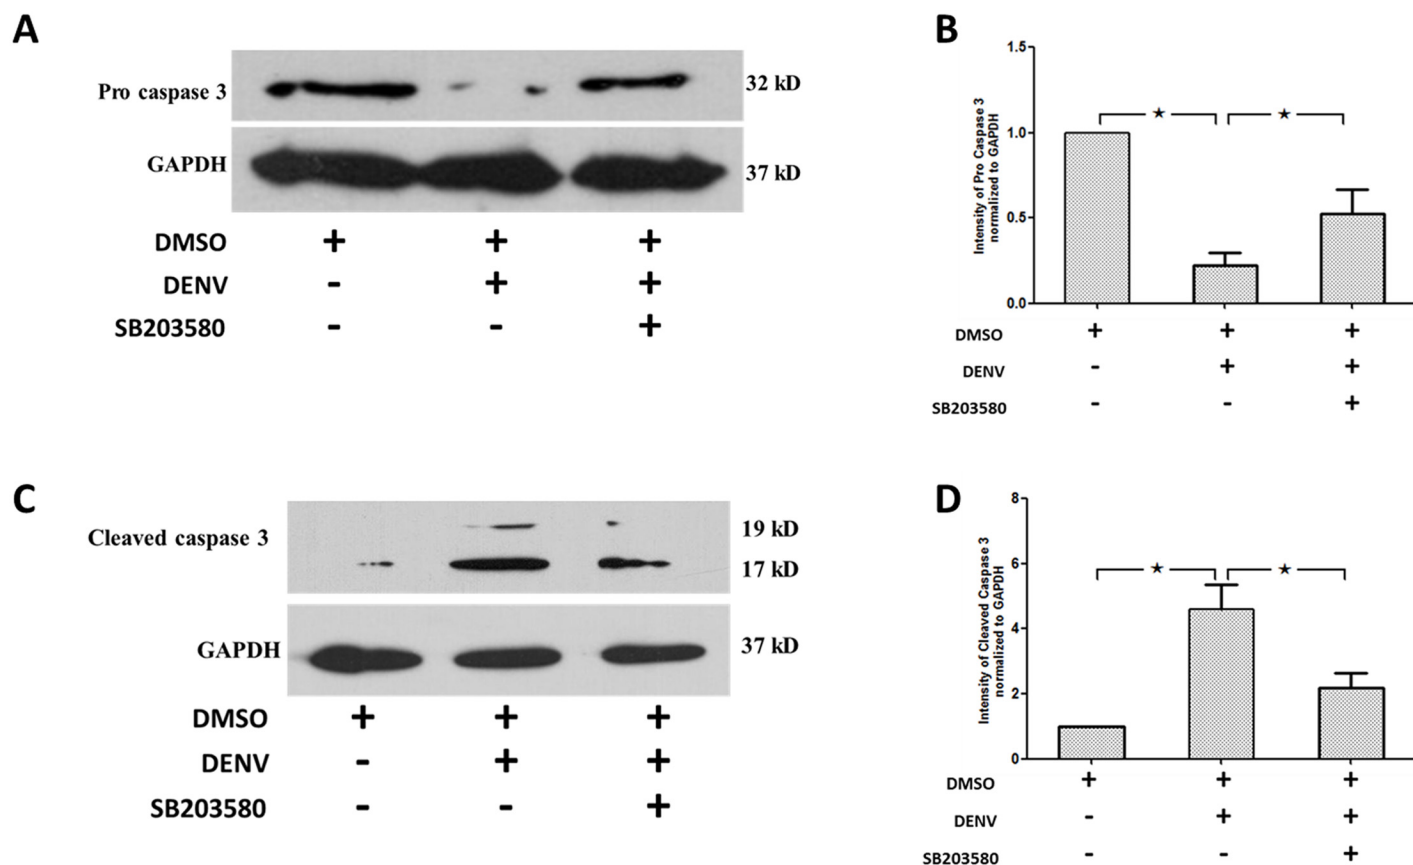 A
Pro caspase 3
32 kD
GAPDH
37 kD
DMSO + + +
DENV - + +
SB203580 - - +
B
Intensity of Pro Caspase 3
normalized to GAPDH
1.5
1.0
0.5
0.0
★ ★
DMSO + + +
DENV - + +
SB203580 - - +
C
Cleaved caspase 3
19 kD
17 kD
GAPDH
37 kD
DMSO + + +
DENV - + +
SB203580 - - +
D
Intensity of Cleaved Caspase 3
normalized to GAPDH
8
6
4
2
0
★ ★
DMSO + + +
DENV - + +
SB203580 - - +